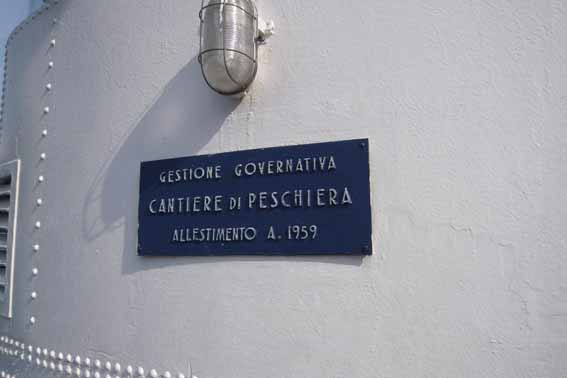 GESTIONE GOVERNATIVA
CANTIERE DI PESCHIERA
ALLESTIMENTO A. 1959